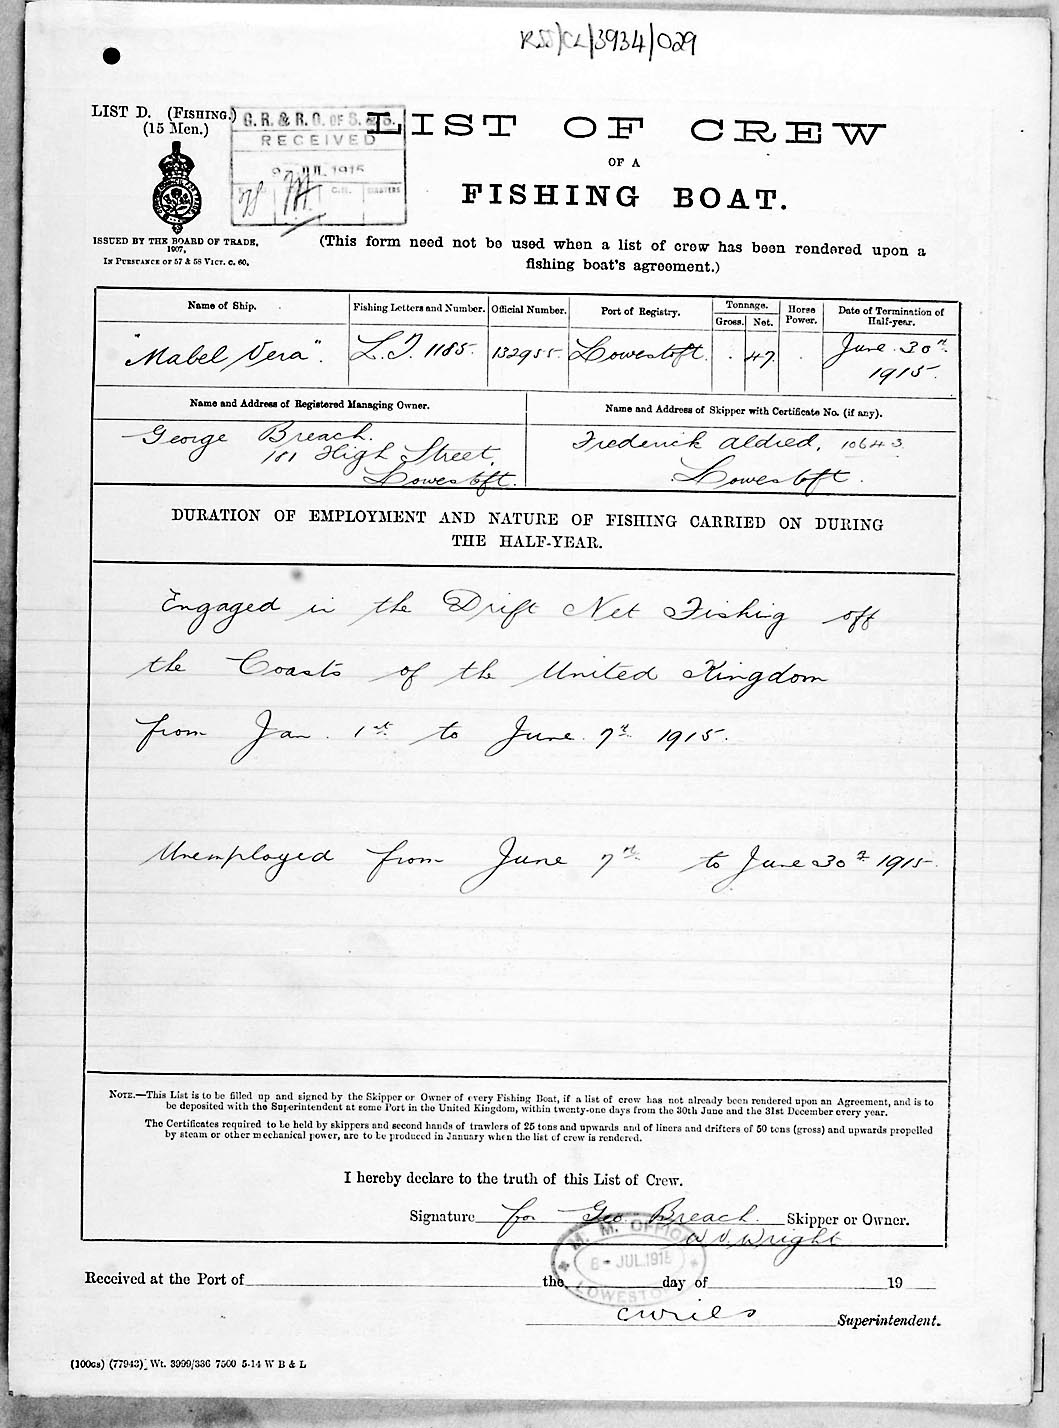 RSS/CL/3934/029
LIST D. (FISHING.)
(15 Men.)
G. R. & R. O. OF S. & S.
RECEIVED
JUL 1915
LIST OF CREW
OF A
FISHING BOAT.
ISSUED BY THE BOARD OF TRADE,
1907,
IN PURSUANCE OF 57 & 58 VICT. C. 60.
(This form need not be used when a list of crew has been rendered upon a
fishing boat's agreement.)
Name of Ship. Fishing Letters and Number. Official Number. Port of Registry. Tonnage. Gross. Net. Horse Power. Date of Termination of Half-year.
"Mabel Vera". L.T. 1185. 132955. Lowestoft. 47. June 30th 1915.
Name and Address of Registered Managing Owner. Name and Address of Skipper with Certificate No. (if any).
George Breach. Frederick Aldred, 10643
181 High Street,
Lowestoft. Lowestoft.
DURATION OF EMPLOYMENT AND NATURE OF FISHING CARRIED ON DURING
THE HALF-YEAR.
Engaged in the Drift Net Fishing off
the Coasts of the United Kingdom
from Jan. 1st to June 7th 1915.
Unemployed from June 7th to June 30th 1915.
NOTE.—This List is to be filled up and signed by the Skipper or Owner of every Fishing Boat, if a list of crew has not already been rendered upon an Agreement, and is to
be deposited with the Superintendent at some Port in the United Kingdom, within twenty-one days from the 30th June and the 31st December every year.
The Certificates required to be held by skippers and second hands of trawlers of 25 tons and upwards and of liners and drifters of 50 tons (gross) and upwards propelled
by steam or other mechanical power, are to be produced in January when the list of crew is rendered.
I hereby declare to the truth of this List of Crew.
Signature for Geo. Breach. Skipper or Owner.
Wright
M. M. OFFICE
8 - JUL 1915
LOWESTOFT
Received at the Port of the day of 19
Superintendent.
(100gs) (77943). Wt. 3999/336 7500 5-14 W B & L